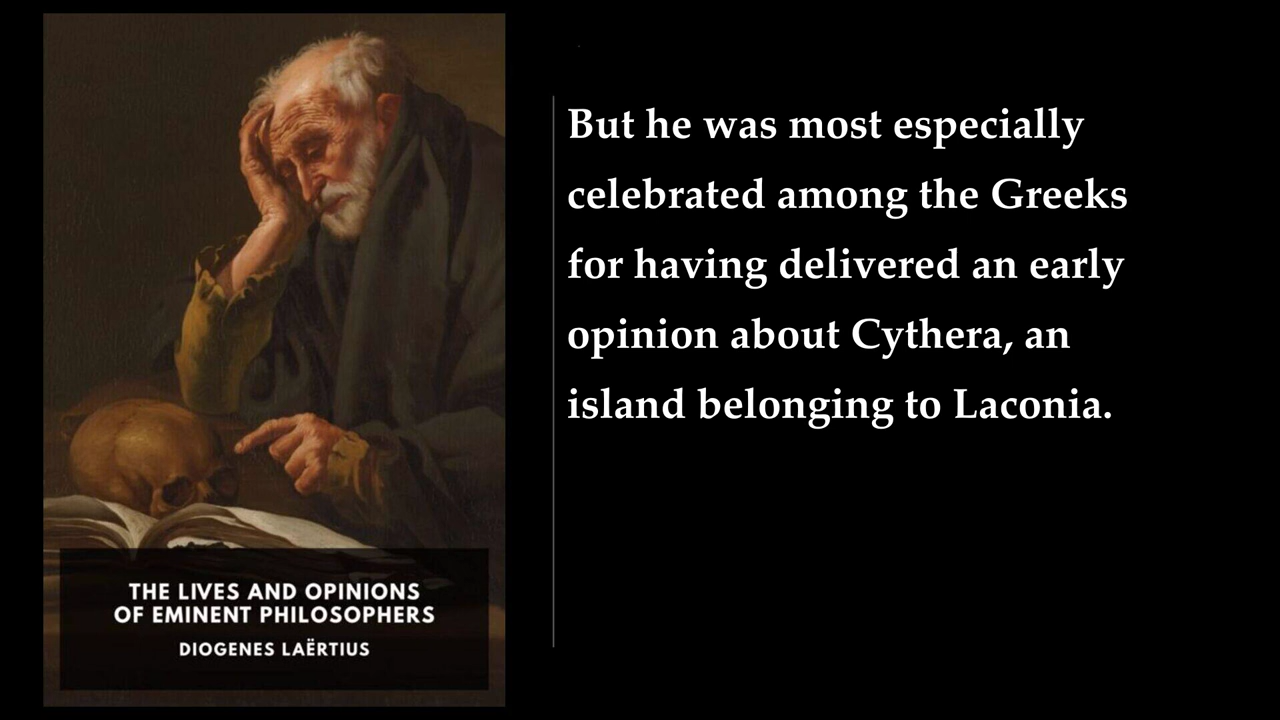 But he was most especially
celebrated among the Greeks
for having delivered an early
opinion about Cythera, an
island belonging to Laconia.
THE LIVES AND OPINIONS
OF EMINENT PHILOSOPHERS
DIOGENES LAËRTIUS